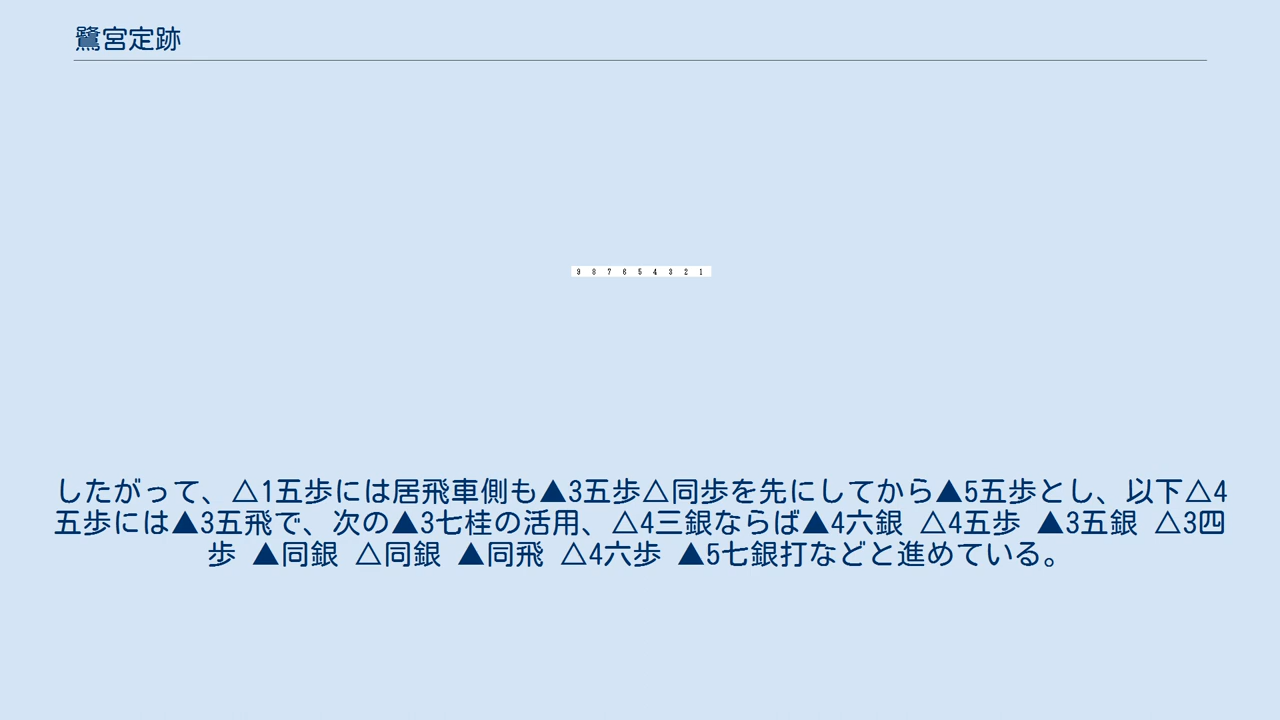 鷺宮定跡
9 8 7 6 5 4 3 2 1
したがって、△1五歩には居飛車側も▲3五歩△同歩を先にしてから▲5五歩とし、以下△4
五歩には▲3五飛で、次の▲3七桂の活用、△4三銀ならば▲4六銀 △4五歩 ▲3五銀 △3四
歩 ▲同銀 △同銀 ▲同飛 △4六歩 ▲5七銀打などと進めている。